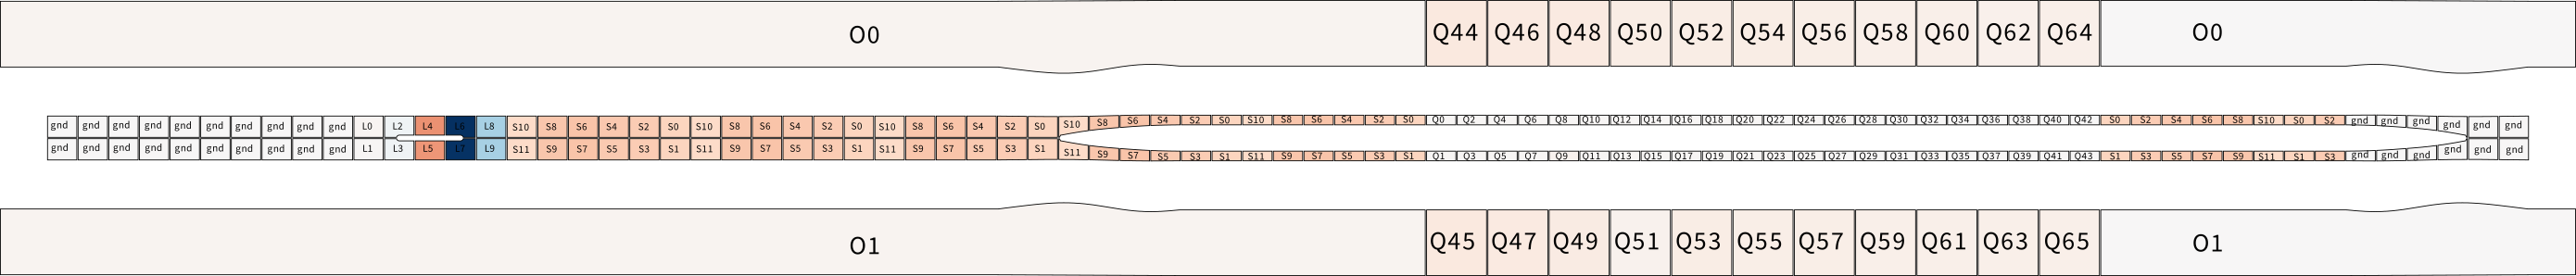 O0 Q44 Q46 Q48 Q50 Q52 Q54 Q56 Q58 Q60 Q62 Q64 O0
gnd gnd gnd gnd gnd gnd gnd gnd gnd gnd L0 L2 L4 L6 L8 S10 S8 S6 S4 S2 S0 S10 S8 S6 S4 S2 S0 S10 S8 S6 S4 S2 S0 S10 S8 S6 S4 S2 S0 S10 S8 S6 S4 S2 S0 Q0 Q2 Q4 Q6 Q8 Q10 Q12 Q14 Q16 Q18 Q20 Q22 Q24 Q26 Q28 Q30 Q32 Q34 Q36 Q38 Q40 Q42 S0 S2 S4 S6 S8 S10 S0 S2 gnd gnd gnd gnd gnd gnd
gnd gnd gnd gnd gnd gnd gnd gnd gnd gnd L1 L3 L5 L7 L9 S11 S9 S7 S5 S3 S1 S11 S9 S7 S5 S3 S1 S11 S9 S7 S5 S3 S1 S11 S9 S7 S5 S3 S1 S11 S9 S7 S5 S3 S1 Q1 Q3 Q5 Q7 Q9 Q11 Q13 Q15 Q17 Q19 Q21 Q23 Q25 Q27 Q29 Q31 Q33 Q35 Q37 Q39 Q41 Q43 S1 S3 S5 S7 S9 S11 S1 S3 gnd gnd gnd gnd gnd gnd
O1 Q45 Q47 Q49 Q51 Q53 Q55 Q57 Q59 Q61 Q63 Q65 O1